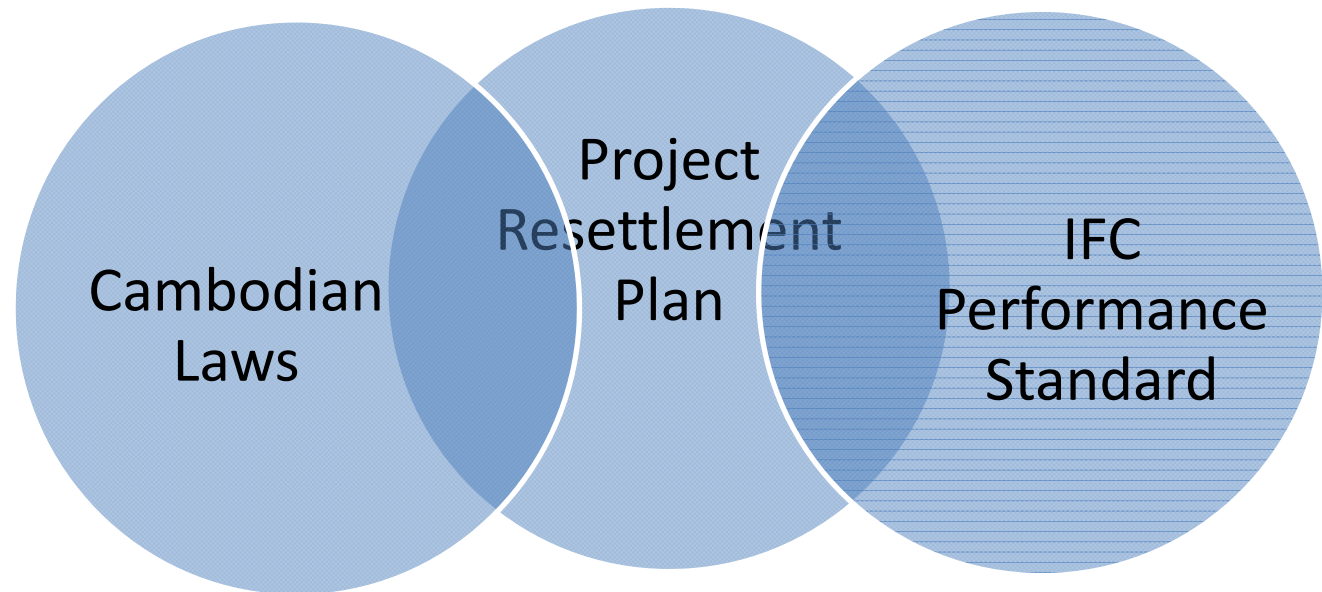 Cambodian
Laws
Project
Resettlement
Plan
IFC
Performance
Standard